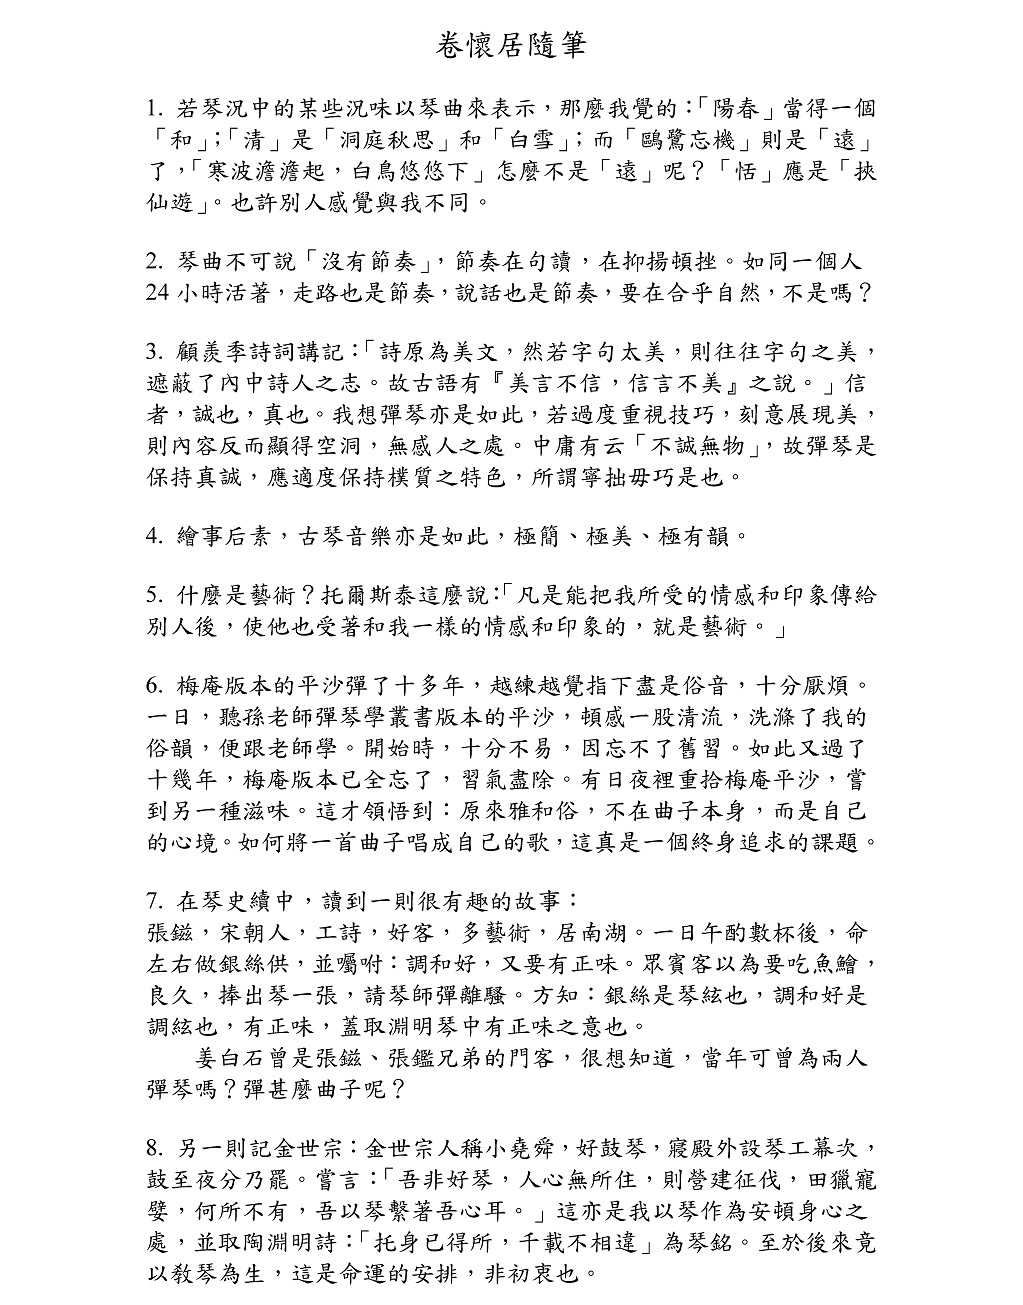 卷懷居隨筆
1. 若琴況中的某些況味以琴曲來表示，那麼我覺的：「陽春」當得一個
「和」；「清」是「洞庭秋思」和「白雪」；而「鷗鷺忘機」則是「遠」
了，「寒波澹澹起，白鳥悠悠下」怎麼不是「遠」呢？「恬」應是「挾
仙遊」。也許別人感覺與我不同。
2. 琴曲不可說「沒有節奏」，節奏在句讀，在抑揚頓挫。如同一個人
24 小時活著，走路也是節奏，說話也是節奏，要在合乎自然，不是嗎？
3. 顧羨季詩詞講記：「詩原為美文，然若字句太美，則往往字句之美，
遮蔽了內中詩人之志。故古語有『美言不信，信言不美』之說。」信
者，誠也，真也。我想彈琴亦是如此，若過度重視技巧，刻意展現美，
則內容反而顯得空洞，無感人之處。中庸有云「不誠無物」，故彈琴是
保持真誠，應適度保持樸質之特色，所謂寧拙毋巧是也。
4. 繪事后素，古琴音樂亦是如此，極簡、極美、極有韻。
5. 什麼是藝術？托爾斯泰這麼說：「凡是能把我所受的情感和印象傳給
別人後，使他也受著和我一樣的情感和印象的，就是藝術。」
6. 梅庵版本的平沙彈了十多年，越練越覺指下盡是俗音，十分厭煩。
一日，聽孫老師彈琴學叢書版本的平沙，頓感一股清流，洗滌了我的
俗韻，便跟老師學。開始時，十分不易，因忘不了舊習。如此又過了
十幾年，梅庵版本已全忘了，習氣盡除。有日夜裡重拾梅庵平沙，嘗
到另一種滋味。這才領悟到：原來雅和俗，不在曲子本身，而是自己
的心境。如何將一首曲子唱成自己的歌，這真是一個終身追求的課題。
7. 在琴史續中，讀到一則很有趣的故事：
張鎡，宋朝人，工詩，好客，多藝術，居南湖。一日午酌數杯後，命
左右做銀絲供，並囑咐：調和好，又要有正味。眾賓客以為要吃魚鱠，
良久，捧出琴一張，請琴師彈離騷。方知：銀絲是琴絃也，調和好是
調絃也，有正味，蓋取淵明琴中有正味之意也。
姜白石曾是張鎡、張鑑兄弟的門客，很想知道，當年可曾為兩人
彈琴嗎？彈甚麼曲子呢？
8. 另一則記金世宗：金世宗人稱小堯舜，好鼓琴，寢殿外設琴工幕次，
鼓至夜分乃罷。嘗言：「吾非好琴，人心無所住，則營建征伐，田獵寵
嬖，何所不有，吾以琴繫著吾心耳。」這亦是我以琴作為安頓身心之
處，並取陶淵明詩：「托身已得所，千載不相違」為琴銘。至於後來竟
以教琴為生，這是命運的安排，非初衷也。